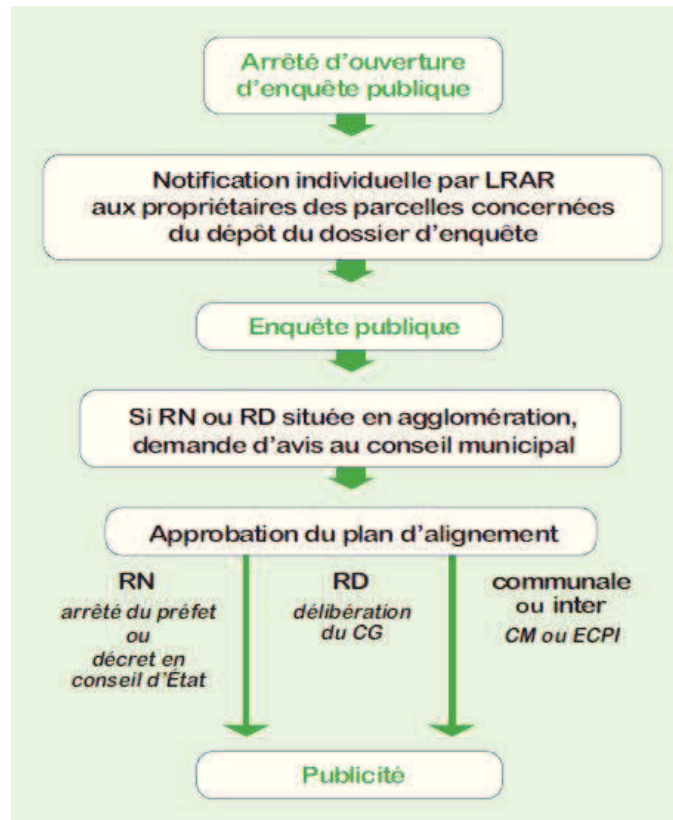 Arrêté d'ouverture
d'enquête publique
Notification individuelle par LRAR
aux propriétaires des parcelles concernées
du dépôt du dossier d'enquête
Enquête publique
Si RN ou RD située en agglomération,
demande d'avis au conseil municipal
Approbation du plan d'alignement
RN
arrêté du préfet
ou
décret en
conseil d'État
RD
délibération
du CG
communale
ou inter
CM ou ECPI
Publicité